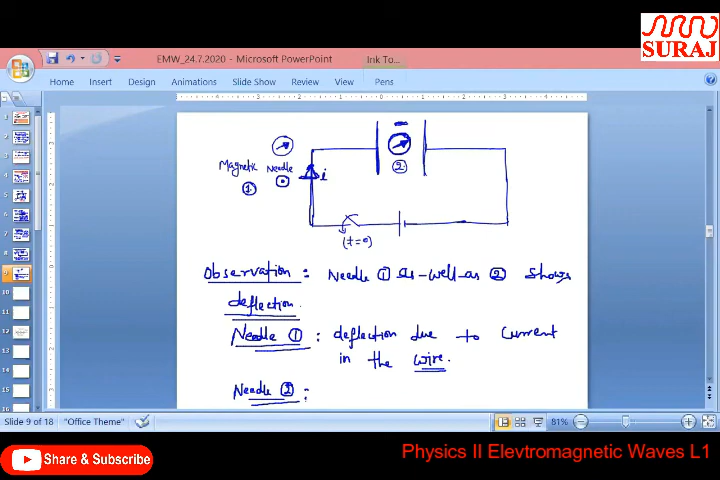 SURAJ
EMW_24.7.2020 - Microsoft PowerPoint
Ink To...
Home Insert Design Animations Slide Show Review View Pens
Magnetic Needle
1
i
2
(t=0)
Observation: Needle ① as-well-as ② shows
deflection.
Needle ①: deflection due to current
in the wire.
Needle ②:
Slide 9 of 18 "Office Theme" 81%
Physics II Elevtromagnetic Waves L1
Share & Subscribe